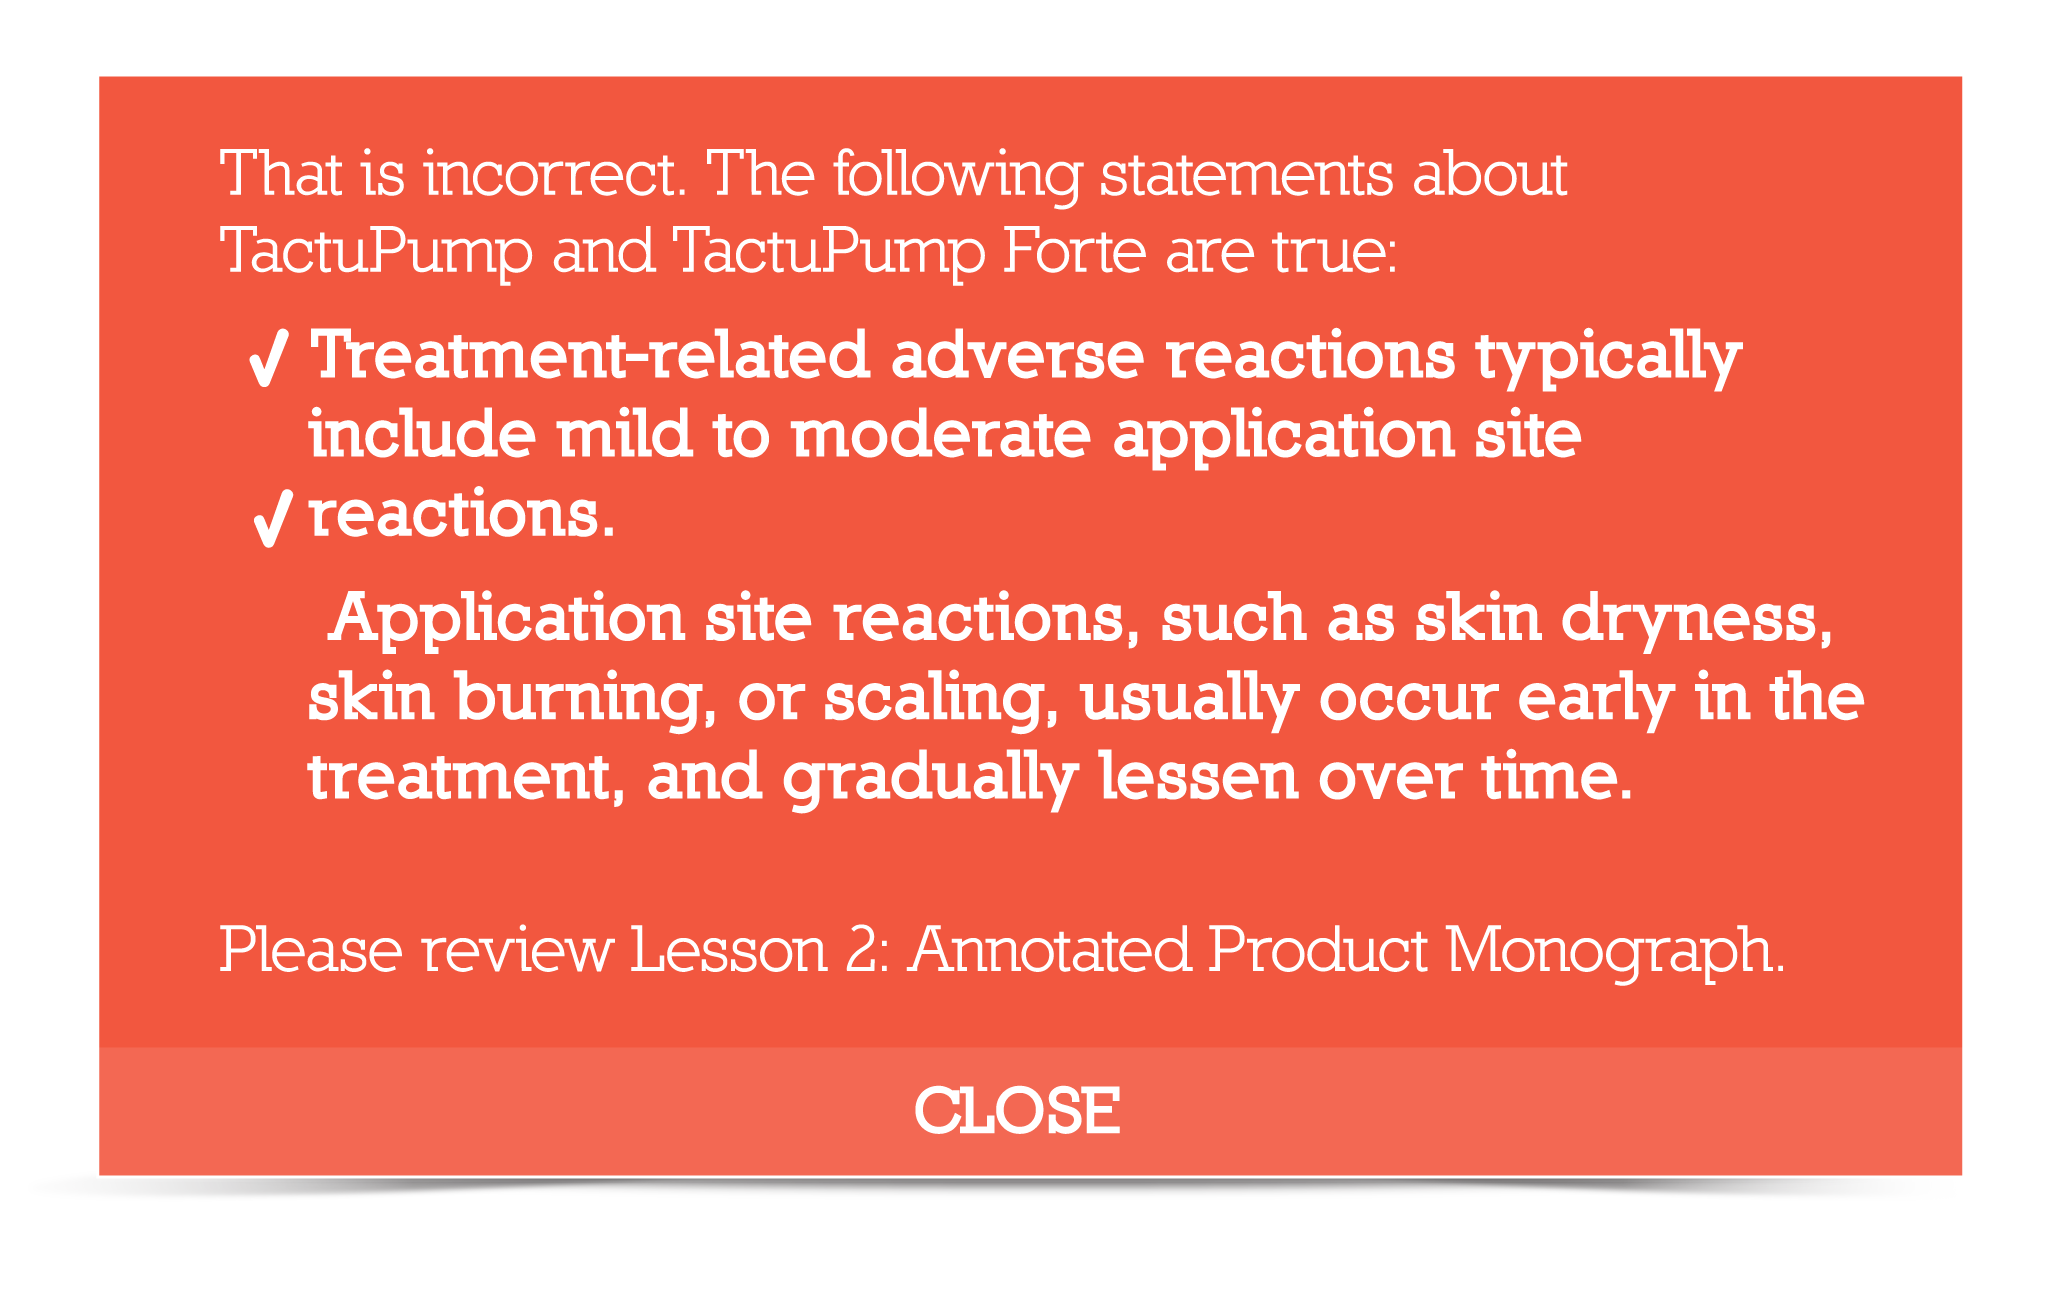 That is incorrect. The following statements about
TactuPump and TactuPump Forte are true:
✓ Treatment-related adverse reactions typically
include mild to moderate application site
✓ reactions.
Application site reactions, such as skin dryness,
skin burning, or scaling, usually occur early in the
treatment, and gradually lessen over time.
Please review Lesson 2: Annotated Product Monograph.
CLOSE